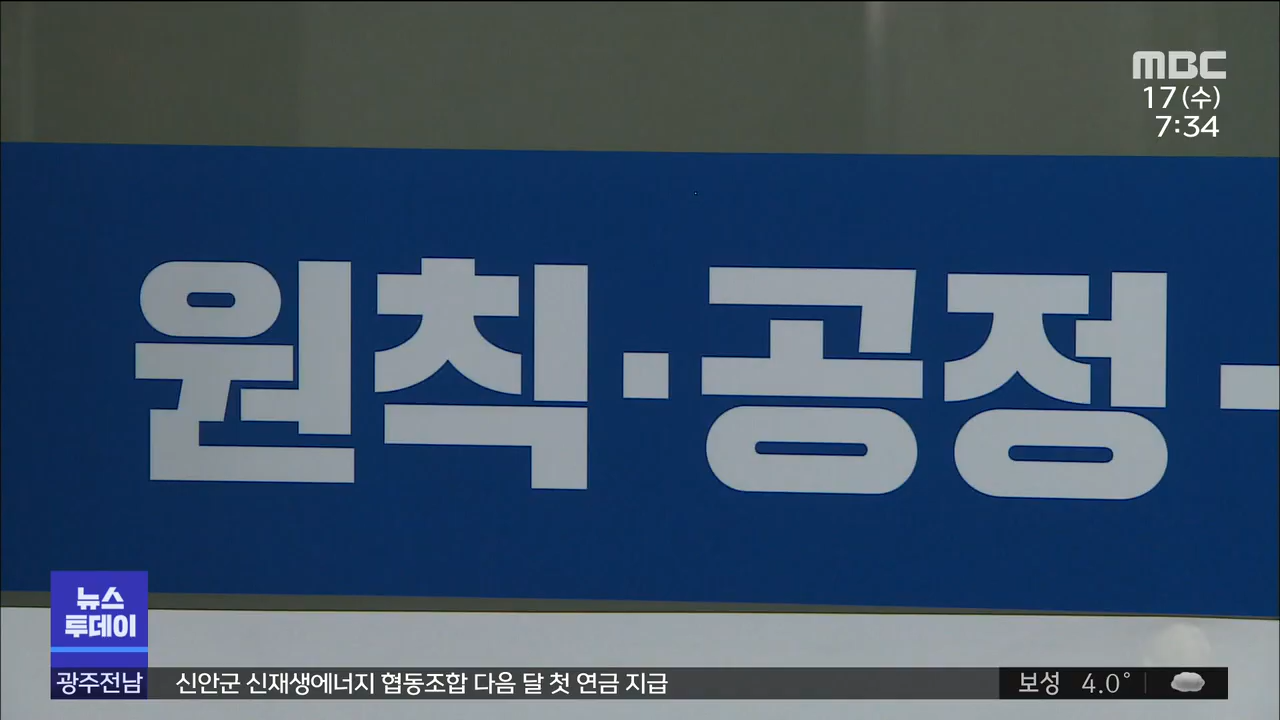 MBC
17(수)
7:34
원칙·공정·
뉴스
투데이
광주전남 신안군 신재생에너지 협동조합 다음 달 첫 연금 지급 보성 4.0°